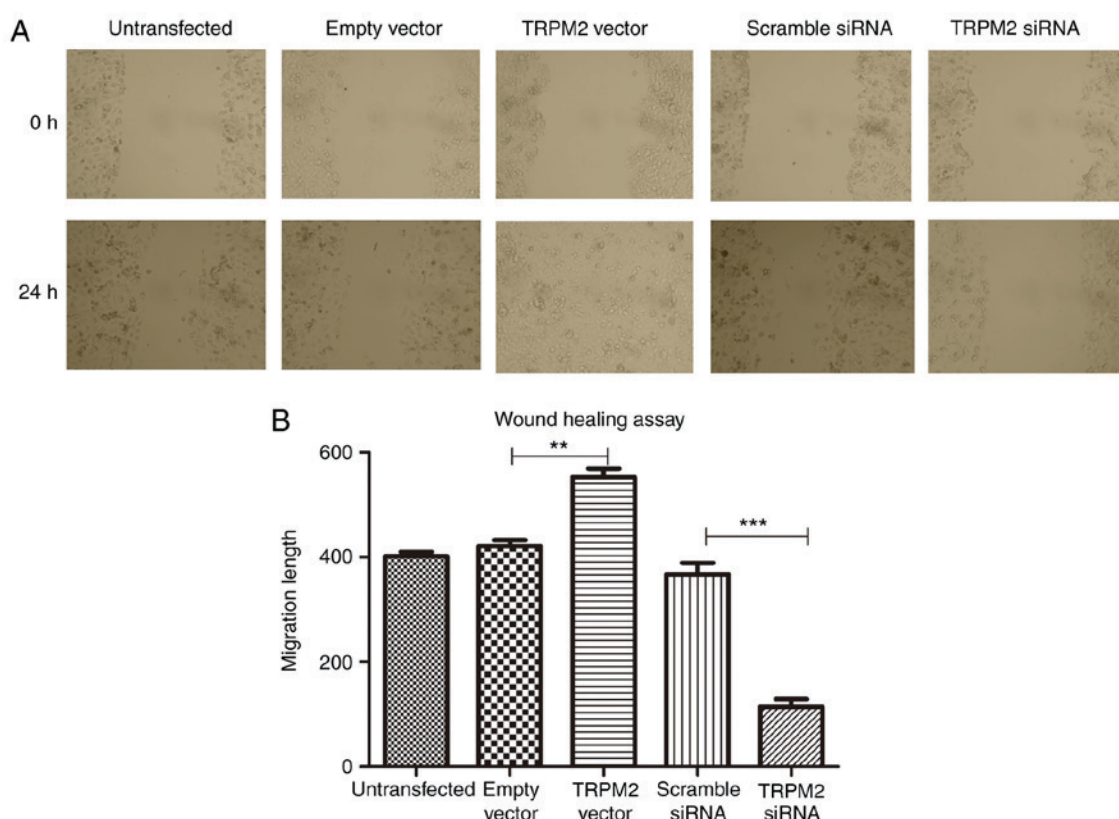 A
Untransfected Empty vector TRPM2 vector Scramble siRNA TRPM2 siRNA
0 h
24 h
B
Wound healing assay
600
**
***
400
Migration length
200
0
Untransfected Empty vector TRPM2 vector Scramble siRNA TRPM2 siRNA